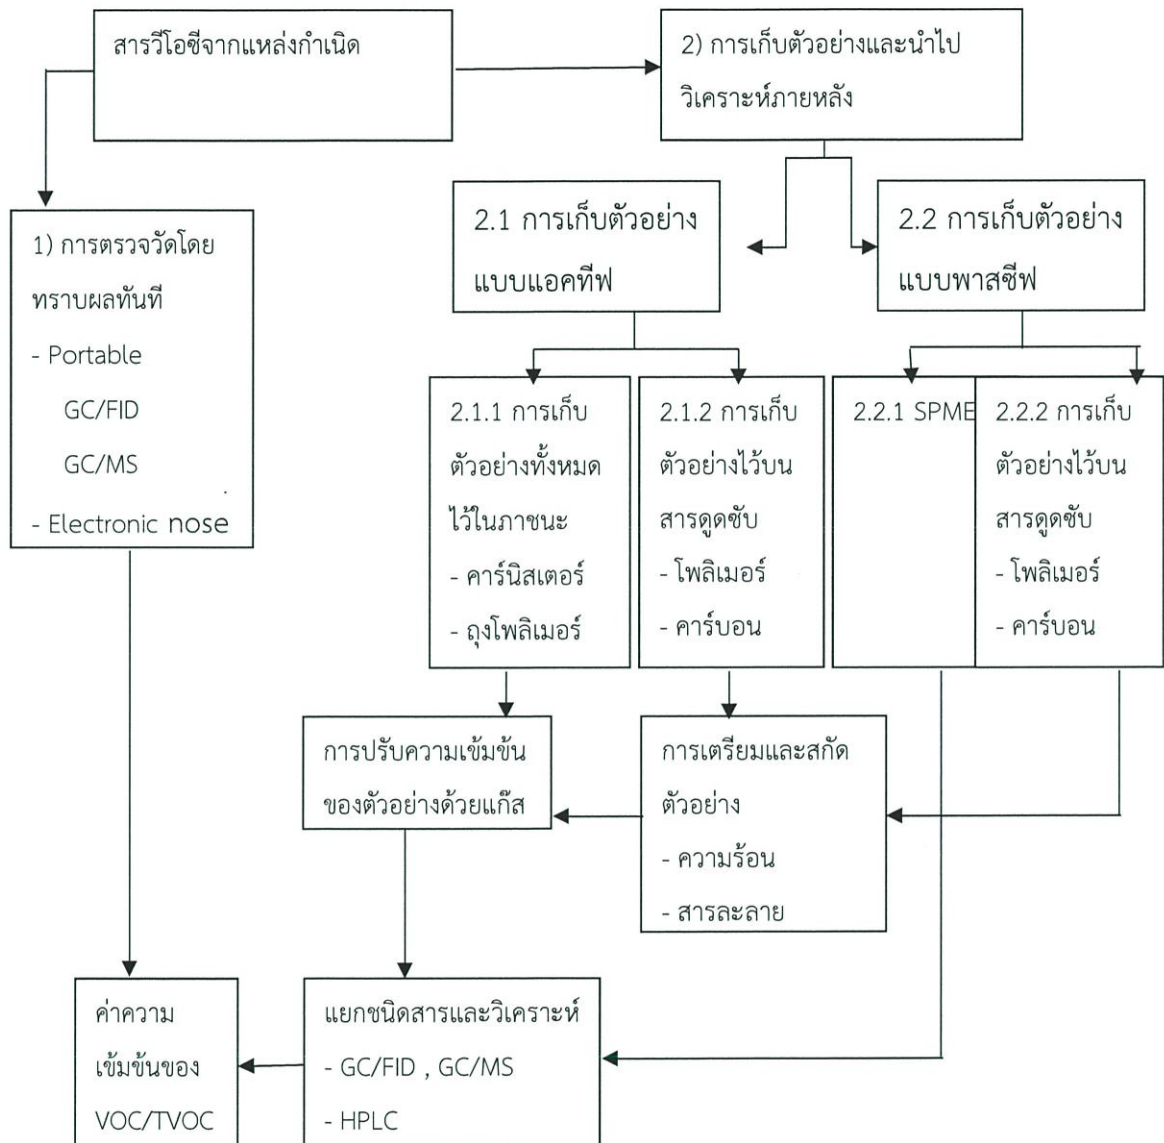 สารวีโอซีจากแหล่งกำเนิด
2) การเก็บตัวอย่างและนำไป
วิเคราะห์ภายหลัง
1) การตรวจวัดโดย
ทราบผลทันที
- Portable
GC/FID
GC/MS
- Electronic nose
2.1 การเก็บตัวอย่าง
แบบแอคทีฟ
2.2 การเก็บตัวอย่าง
แบบพาสซีฟ
2.1.1 การเก็บ
ตัวอย่างทั้งหมด
ไว้ในภาชนะ
- คาร์นิสเตอร์
- ถุงโพลิเมอร์
2.1.2 การเก็บ
ตัวอย่างไว้บน
สารดูดซับ
- โพลิเมอร์
- คาร์บอน
2.2.1 SPME
2.2.2 การเก็บ
ตัวอย่างไว้บน
สารดูดซับ
- โพลิเมอร์
- คาร์บอน
การปรับความเข้มข้น
ของตัวอย่างด้วยแก๊ส
การเตรียมและสกัด
ตัวอย่าง
- ความร้อน
- สารละลาย
ค่าความ
เข้มข้นของ
VOC/TVOC
แยกชนิดสารและวิเคราะห์
- GC/FID , GC/MS
- HPLC